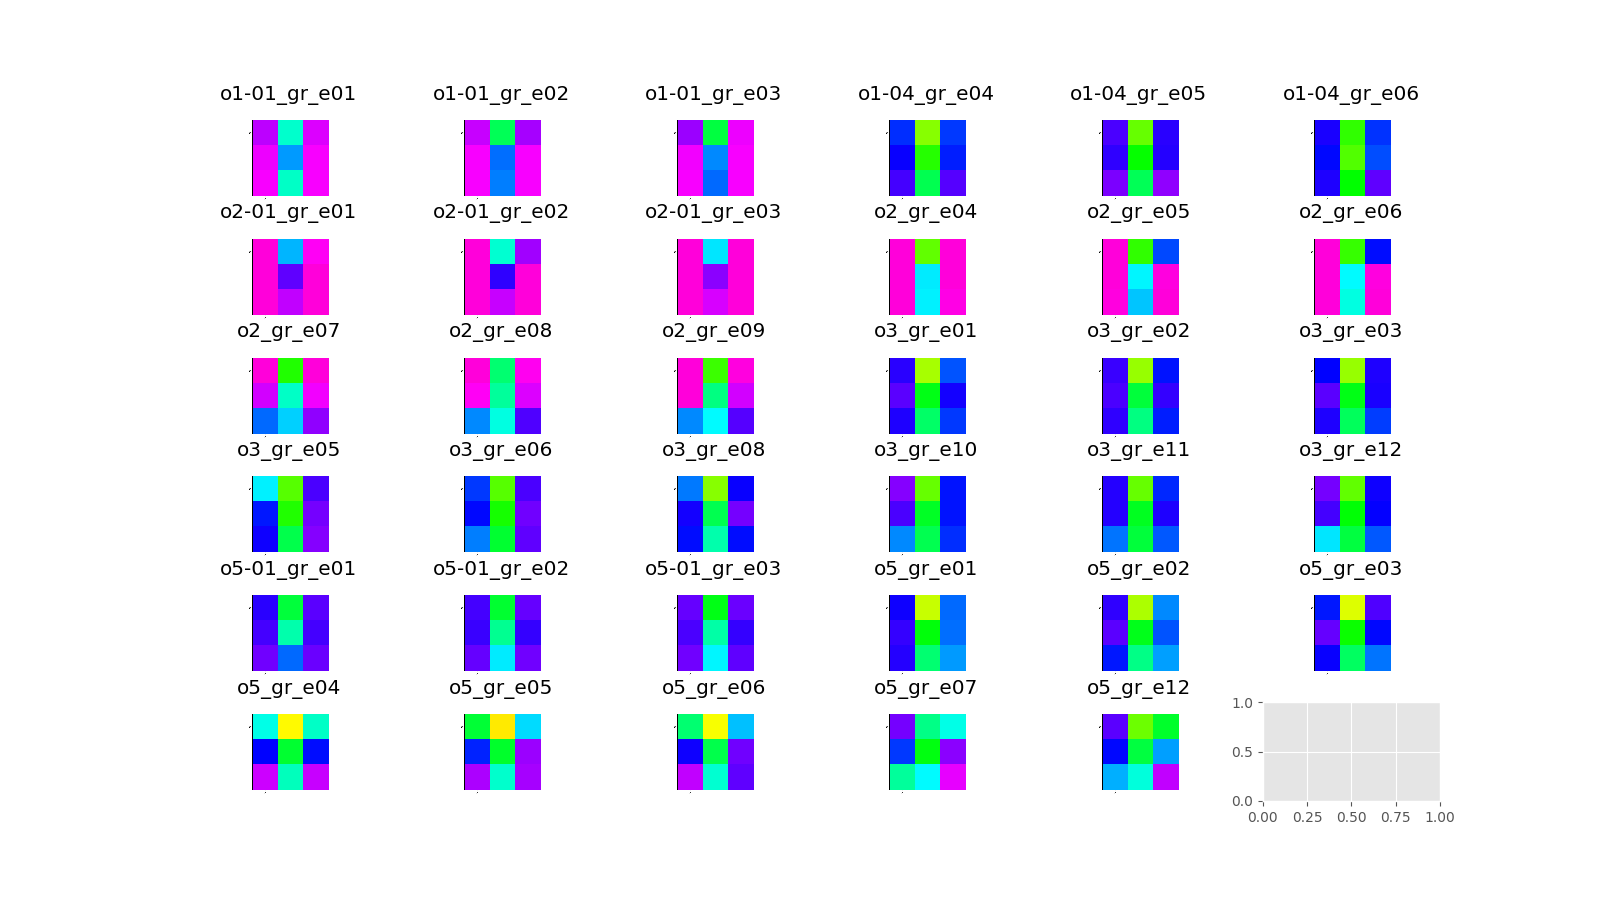 o1-01_gr_e01 o1-01_gr_e02 o1-01_gr_e03 o1-04_gr_e04 o1-04_gr_e05 o1-04_gr_e06
o2-01_gr_e01 o2-01_gr_e02 o2-01_gr_e03 o2_gr_e04 o2_gr_e05 o2_gr_e06
o2_gr_e07 o2_gr_e08 o2_gr_e09 o3_gr_e01 o3_gr_e02 o3_gr_e03
o3_gr_e05 o3_gr_e06 o3_gr_e08 o3_gr_e10 o3_gr_e11 o3_gr_e12
o5-01_gr_e01 o5-01_gr_e02 o5-01_gr_e03 o5_gr_e01 o5_gr_e02 o5_gr_e03
o5_gr_e04 o5_gr_e05 o5_gr_e06 o5_gr_e07 o5_gr_e12
1.0
0.5
0.0
0.00 0.25 0.50 0.75 1.00